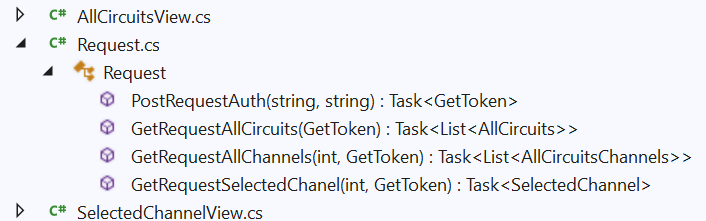 C# AllCircuitsView.cs
C# Request.cs
Request
PostRequestAuth(string, string) : Task<GetToken>
GetRequestAllCircuits(GetToken) : Task<List<AllCircuits>>
GetRequestAllChannels(int, GetToken) : Task<List<AllCircuitsChannels>>
GetRequestSelectedChanel(int, GetToken) : Task<SelectedChannel>
C# SelectedChannelView.cs